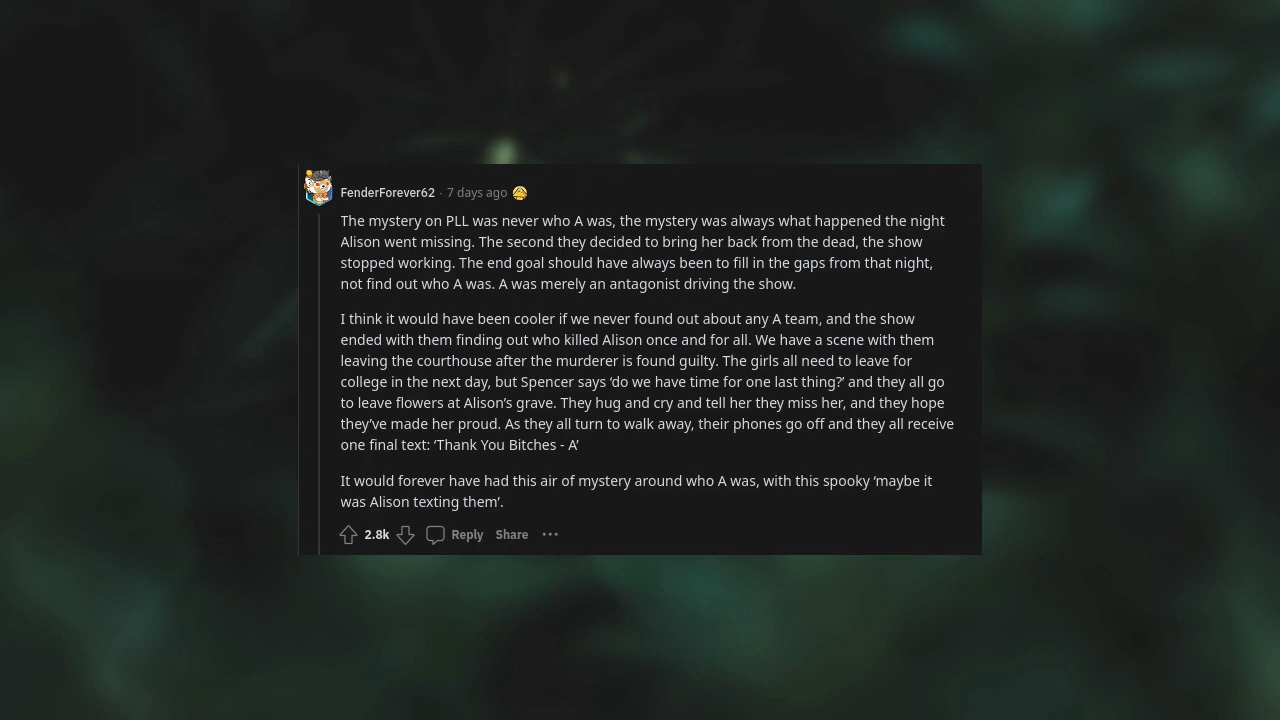 FenderForever62 · 7 days ago
The mystery on PLL was never who A was, the mystery was always what happened the night
Alison went missing. The second they decided to bring her back from the dead, the show
stopped working. The end goal should have always been to fill in the gaps from that night,
not find out who A was. A was merely an antagonist driving the show.
I think it would have been cooler if we never found out about any A team, and the show
ended with them finding out who killed Alison once and for all. We have a scene with them
leaving the courthouse after the murderer is found guilty. The girls all need to leave for
college in the next day, but Spencer says ‘do we have time for one last thing?’ and they all go
to leave flowers at Alison’s grave. They hug and cry and tell her they miss her, and they hope
they’ve made her proud. As they all turn to walk away, their phones go off and they all receive
one final text: ‘Thank You Bitches - A’
It would forever have had this air of mystery around who A was, with this spooky ‘maybe it
was Alison texting them’.
2.8k Reply Share ...